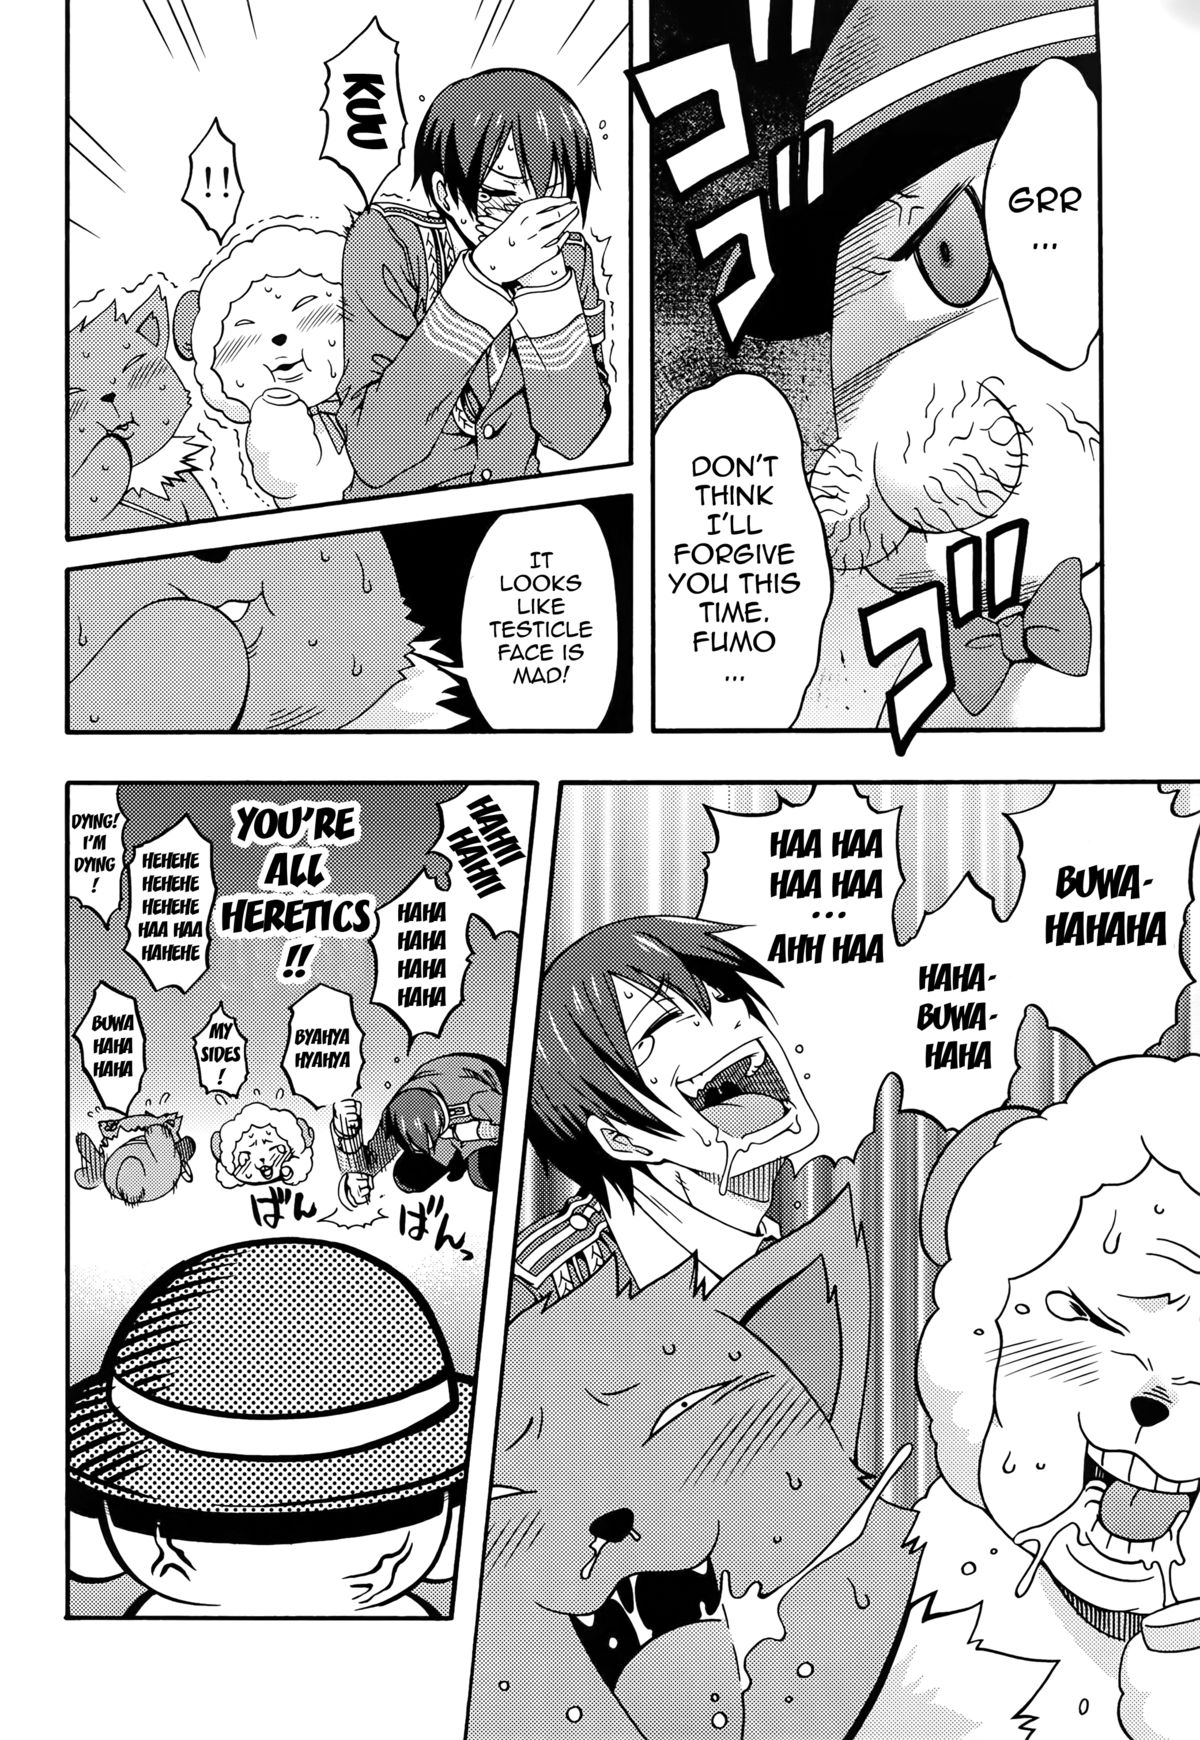 GRR
...
ゴゴゴゴ
DON'T
THINK
I'LL
FORGIVE
YOU THIS
TIME.
FUMO
...
KUU
!!
IT
LOOKS
LIKE
TESTICLE
FACE IS
MAD!
BUWA-
HAHAHA
HAA HAA
HAA HAA
...
AHH HAA
HAHA-
BUWA-
HAHA
HAHII
HAHII
HAHA
HAHA
HAHA
HAHA
YOU'RE
ALL
HERETICS
!!
HEHEHE
HEHEHE
HEHEHE
HAA HAA
HAHEHE
DYING!
I'M
DYING
!
BYAHYA
HYAHYA
MY
SIDES
!
BUWA
HAHA
HAHA
ばんっ
ばん